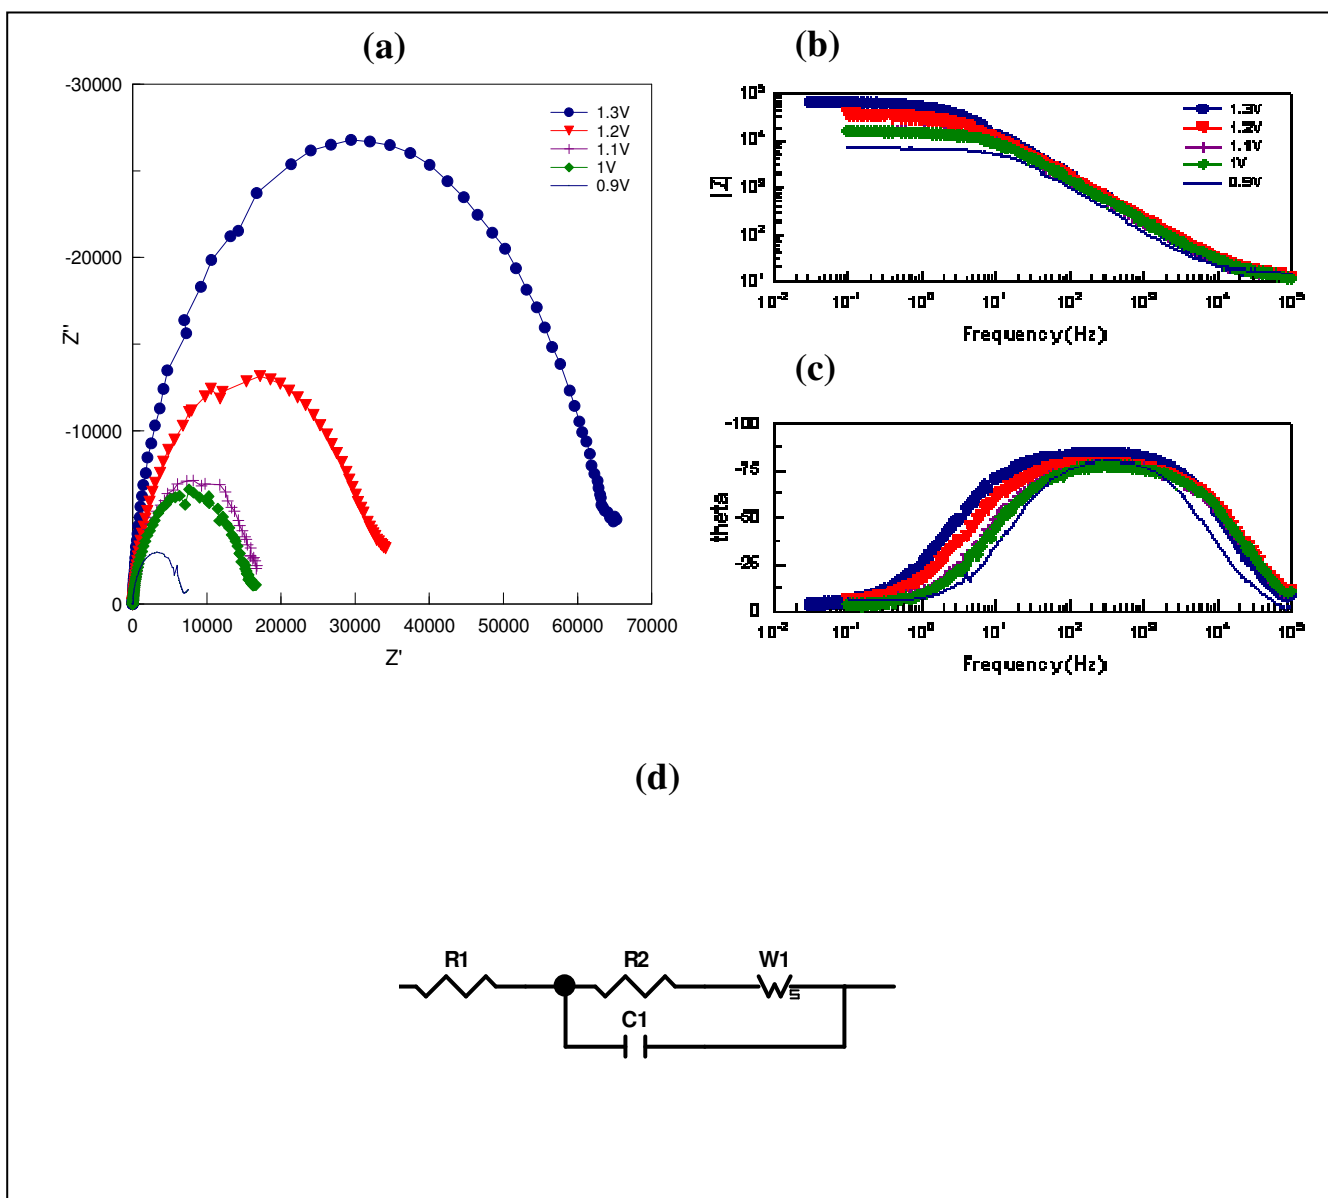 (a)
-30000
-20000
-10000
0
Z''
0 10000 20000 30000 40000 50000 60000 70000
Z'
1.3V
1.2V
1.1V
1V
0.9V
(b)
10⁵
10⁴
10³
10²
10¹
|Z|
10⁻² 10⁻¹ 10⁰ 10¹ 10² 10³ 10⁴ 10⁵
Frequency(Hz)
1.3V
1.2V
1.1V
1V
0.9V
(c)
-100
-75
-50
-25
0
theta
10⁻² 10⁻¹ 10⁰ 10¹ 10² 10³ 10⁴ 10⁵
Frequency(Hz)
(d)
R1 R2 W1
s
C1